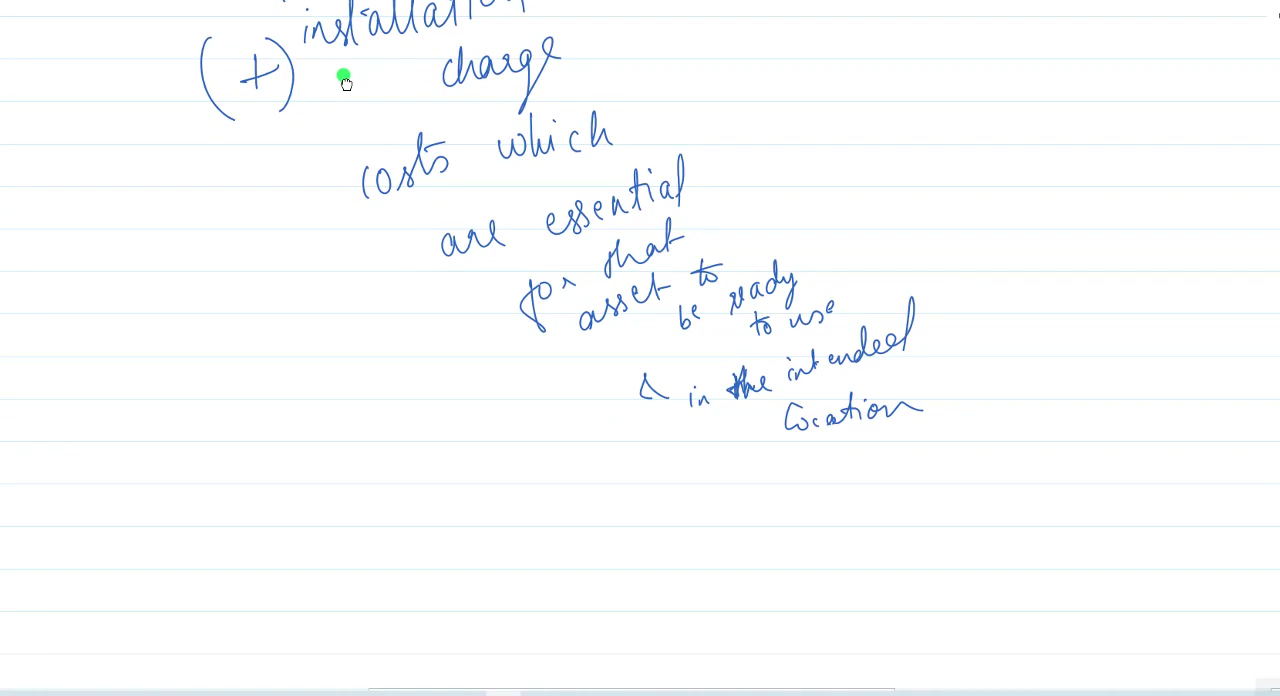 installation
(+) charge
costs which
are essential
for that
asset to
be ready
to use
& in the intended
location